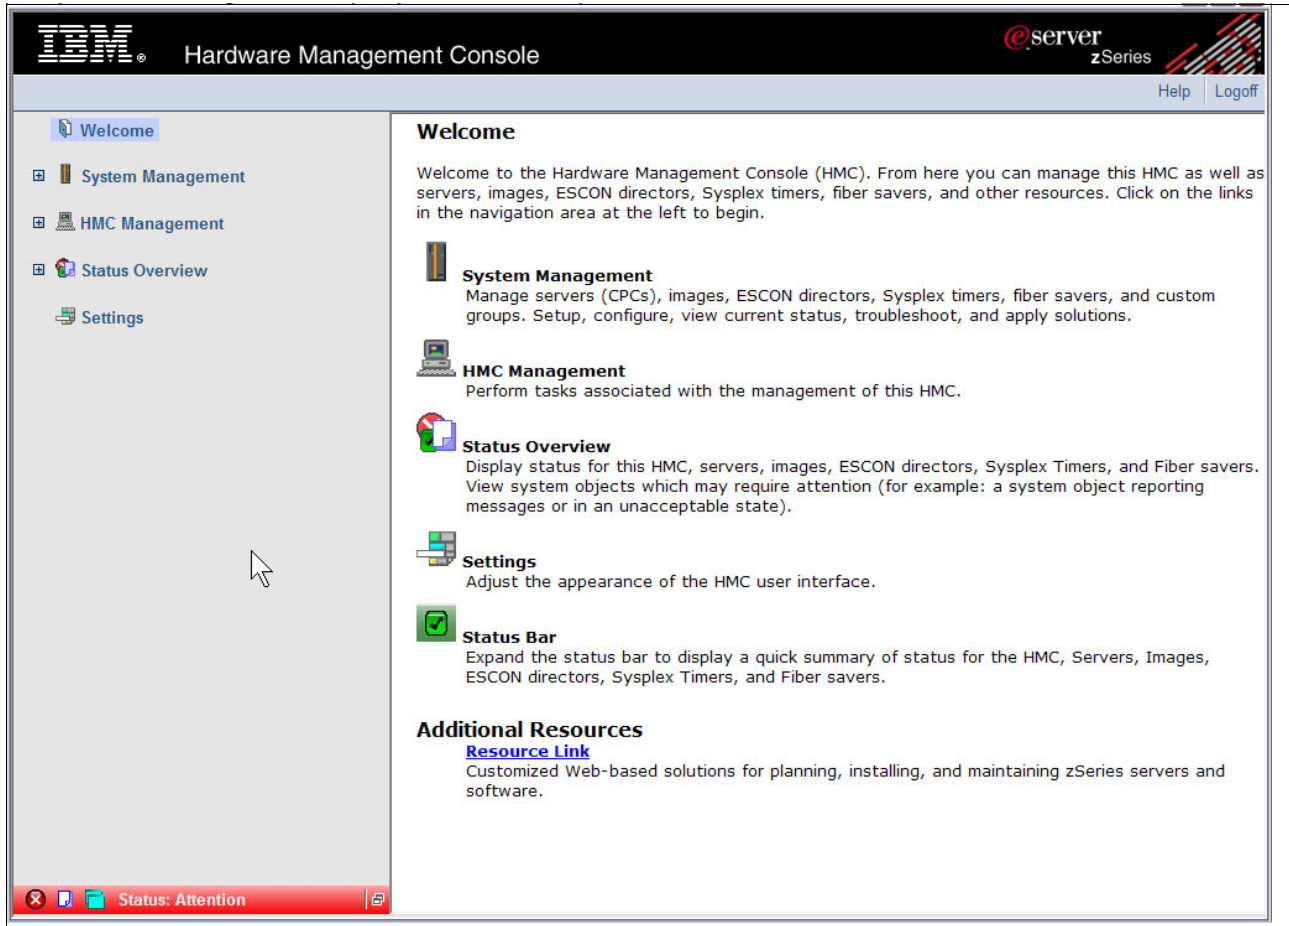 IBM®
Hardware Management Console
eserver
zSeries
Help Logoff
Welcome
System Management
HMC Management
Status Overview
Settings
Status: Attention
Welcome
Welcome to the Hardware Management Console (HMC). From here you can manage this HMC as well as
servers, images, ESCON directors, Sysplex timers, fiber savers, and other resources. Click on the links
in the navigation area at the left to begin.
System Management
Manage servers (CPCs), images, ESCON directors, Sysplex timers, fiber savers, and custom
groups. Setup, configure, view current status, troubleshoot, and apply solutions.
HMC Management
Perform tasks associated with the management of this HMC.
Status Overview
Display status for this HMC, servers, images, ESCON directors, Sysplex Timers, and Fiber savers.
View system objects which may require attention (for example: a system object reporting
messages or in an unacceptable state).
Settings
Adjust the appearance of the HMC user interface.
Status Bar
Expand the status bar to display a quick summary of status for the HMC, Servers, Images,
ESCON directors, Sysplex Timers, and Fiber savers.
Additional Resources
Resource Link
Customized Web-based solutions for planning, installing, and maintaining zSeries servers and
software.